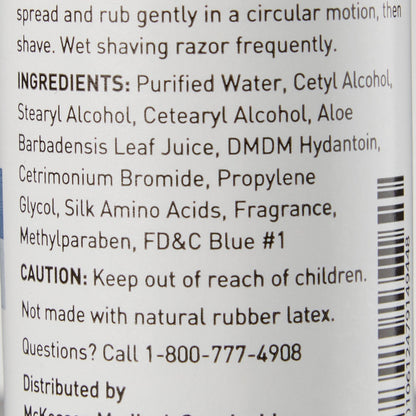 spread and rub gently in a circular motion, then
shave. Wet shaving razor frequently.
INGREDIENTS: Purified Water, Cetyl Alcohol,
Stearyl Alcohol, Cetearyl Alcohol, Aloe
Barbadensis Leaf Juice, DMDM Hydantoin,
Cetrimonium Bromide, Propylene
Glycol, Silk Amino Acids, Fragrance,
Methylparaben, FD&C Blue #1
CAUTION: Keep out of reach of children.
Not made with natural rubber latex.
Questions? Call 1-800-777-4908
Distributed by